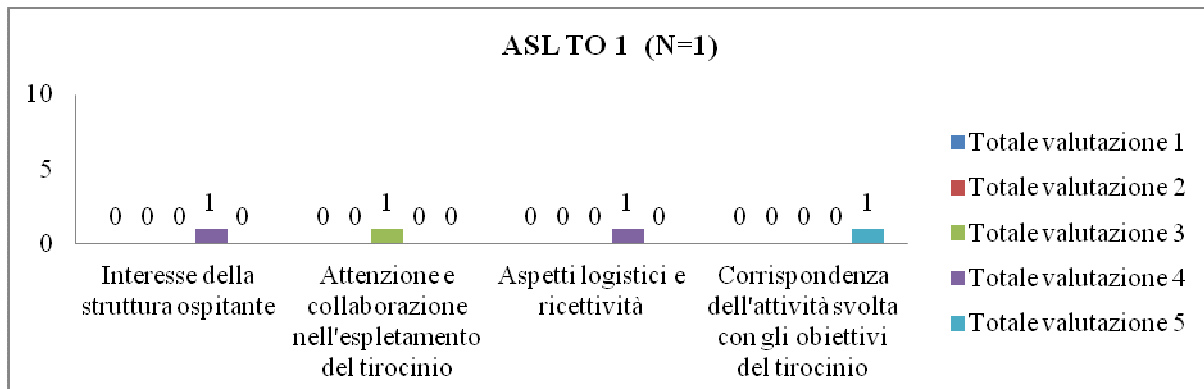 ASL TO 1 (N=1)
10
5
0
0 0 0 1 0
0 0 1 0 0
0 0 0 1 0
0 0 0 0 1
Interesse della
struttura ospitante
Attenzione e
collaborazione
nell'espletamento
del tirocinio
Aspetti logistici e
ricettività
Corrispondenza
dell'attività svolta
con gli obiettivi
del tirocinio
Totale valutazione 1
Totale valutazione 2
Totale valutazione 3
Totale valutazione 4
Totale valutazione 5